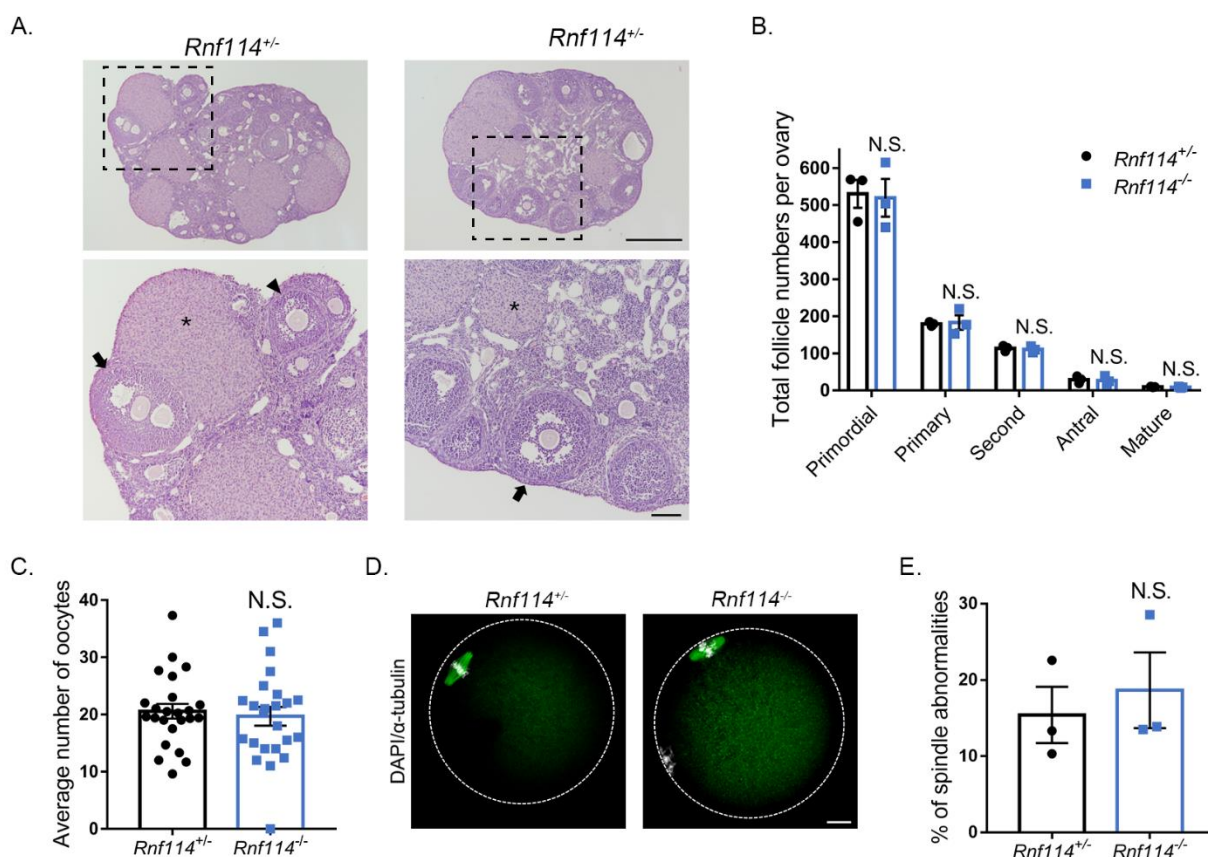 A.
Rnf114+/-
Rnf114+/-
*
*
B.
Total follicle numbers per ovary
600
500
400
300
200
100
0
N.S.
N.S.
N.S.
N.S.
N.S.
Rnf114+/-
Rnf114-/-
Primordial
Primary
Second
Antral
Mature
C.
Average number of oocytes
40
30
20
10
0
N.S.
Rnf114+/-
Rnf114-/-
D.
Rnf114+/-
Rnf114-/-
DAPI/α-tubulin
E.
% of spindle abnormalities
30
20
10
0
N.S.
Rnf114+/-
Rnf114-/-